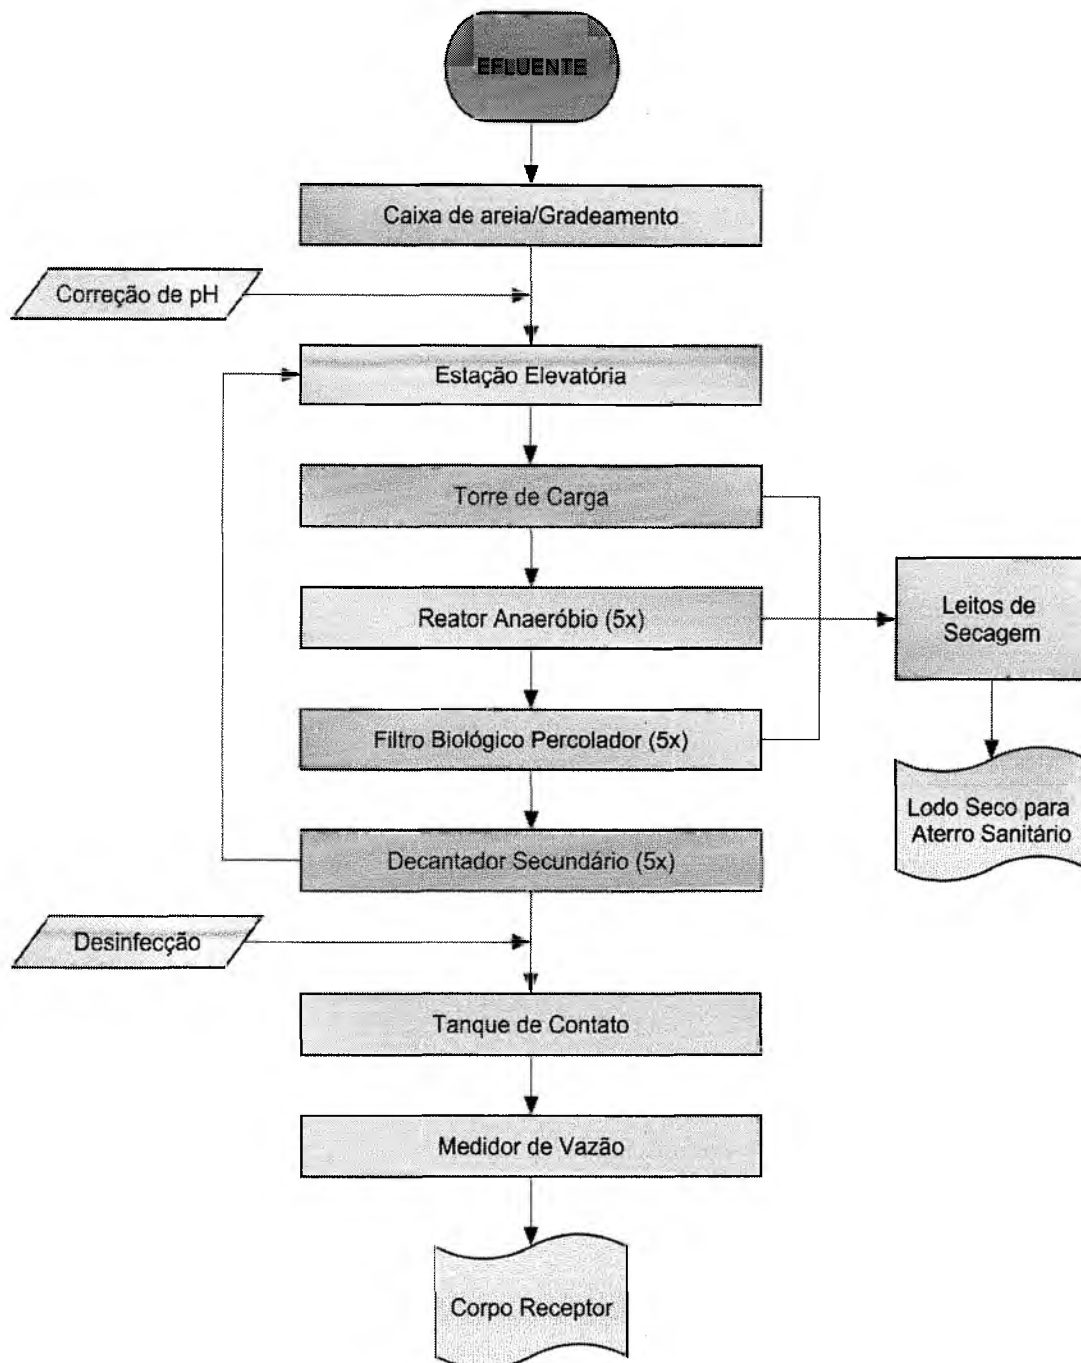 EFLUENTE
Caixa de areia/Gradeamento
Correção de pH
Estação Elevatória
Torre de Carga
Reator Anaeróbio (5x)
Leitos de
Secagem
Filtro Biológico Percolador (5x)
Lodo Seco para
Aterro Sanitário
Decantador Secundário (5x)
Desinfecção
Tanque de Contato
Medidor de Vazão
Corpo Receptor